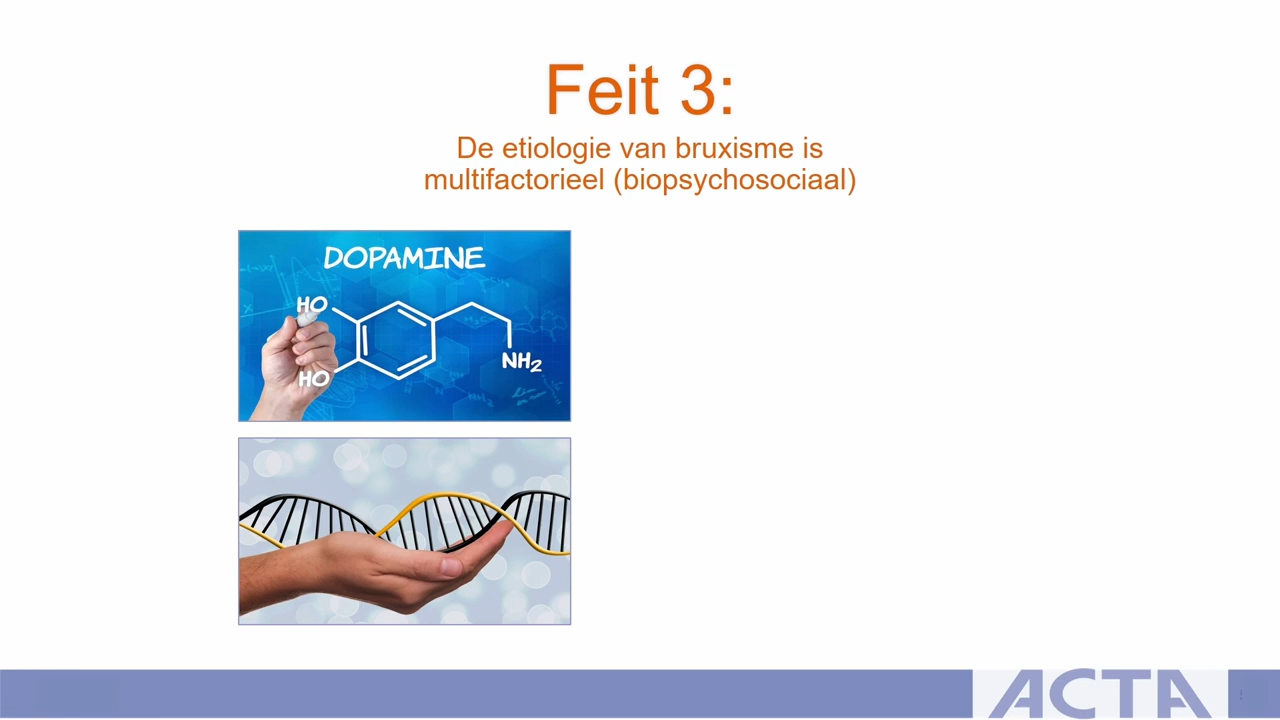 Feit 3:
De etiologie van bruxisme is
multifactorieel (biopsychosociaal)
DOPAMINE
HO
NH2
HO
ACTA